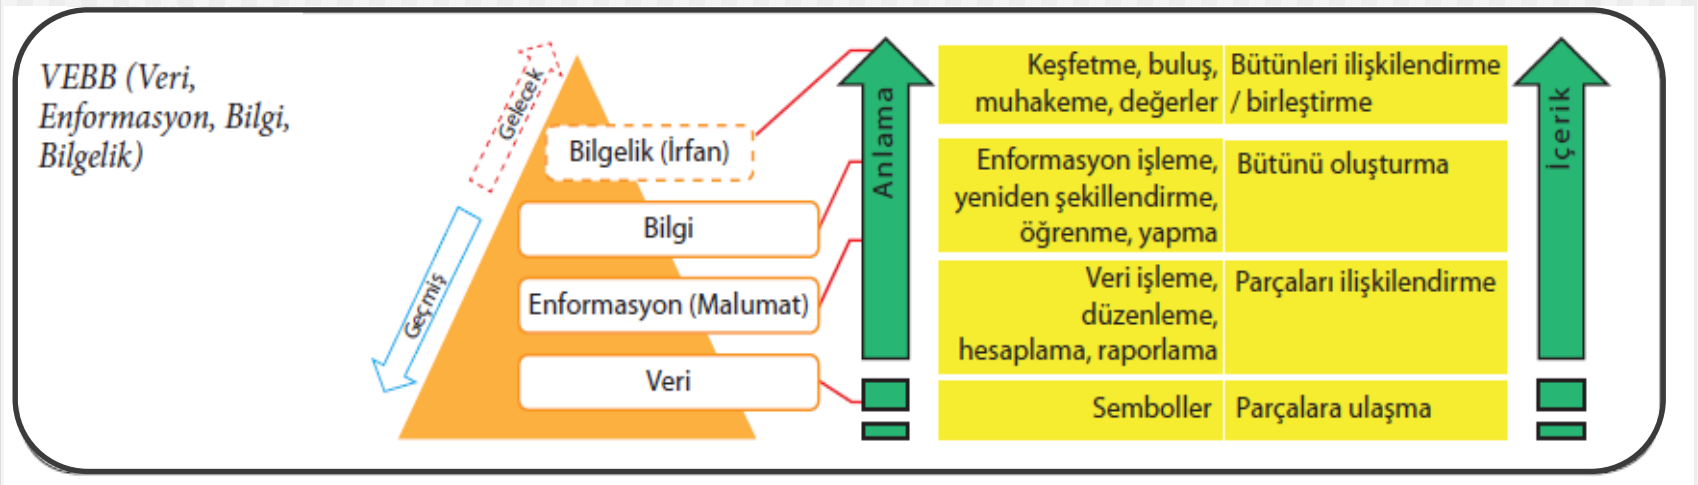 VEBB (Veri,
Enformasyon, Bilgi,
Bilgelik)
Gelecek
Geçmiş
Bilgelik (İrfan)
Bilgi
Enformasyon (Malumat)
Veri
Anlama
Keşfetme, buluş,
muhakeme, değerler
Bütünleri ilişkilendirme
/ birleştirme
Enformasyon işleme,
yeniden şekillendirme,
öğrenme, yapma
Bütünü oluşturma
Veri işleme,
düzenleme,
hesaplama, raporlama
Parçaları ilişkilendirme
Semboller
Parçalara ulaşma
İçerik